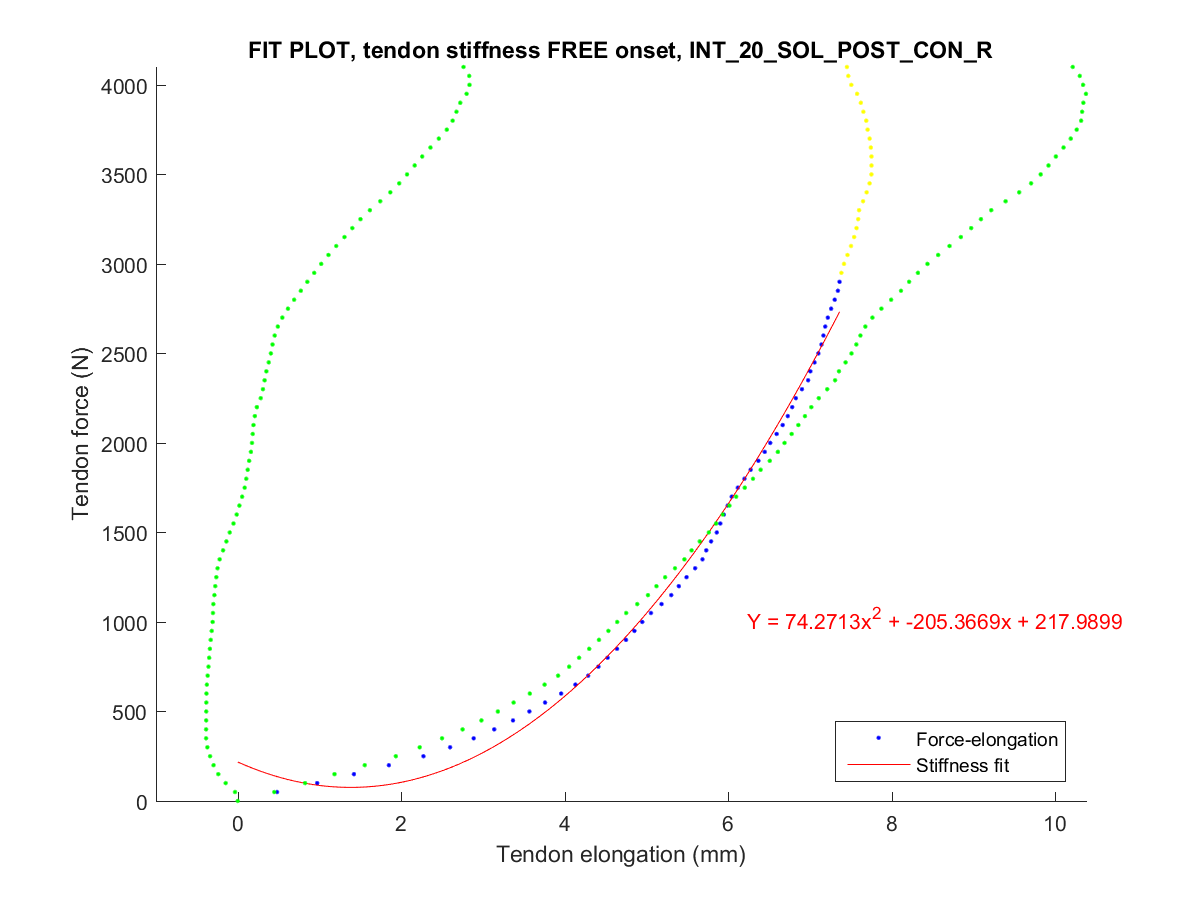 FIT PLOT, tendon stiffness FREE onset, INT_20_SOL_POST_CON_R
4000
3500
3000
2500
2000
1500
1000
500
0
Tendon force (N)
Y = 74.2713x² + -205.3669x + 217.9899
Force-elongation
Stiffness fit
0 2 4 6 8 10
Tendon elongation (mm)